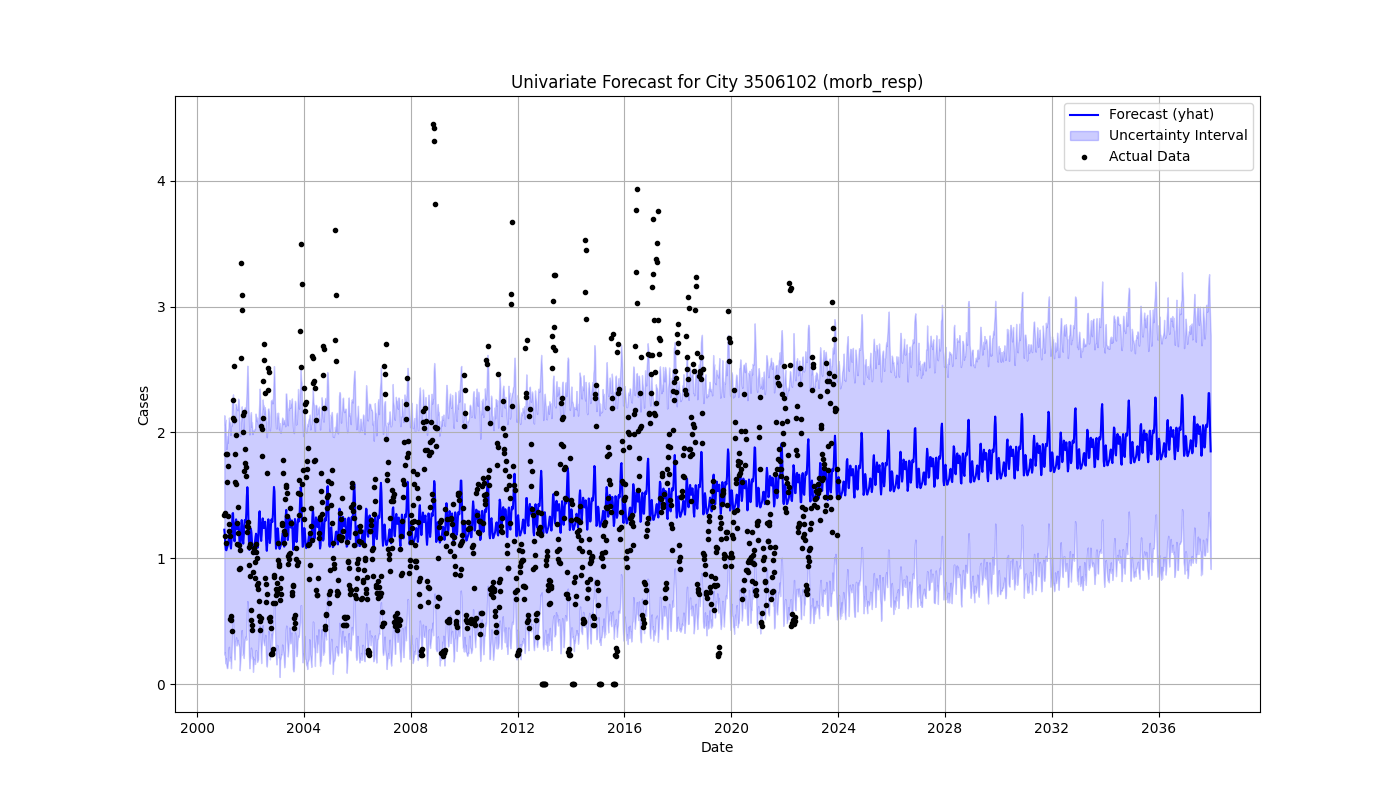 Univariate Forecast for City 3506102 (morb_resp)
Forecast (yhat)
Uncertainty Interval
Actual Data
Cases
4
3
2
1
0
2000 2004 2008 2012 2016 2020 2024 2028 2032 2036
Date